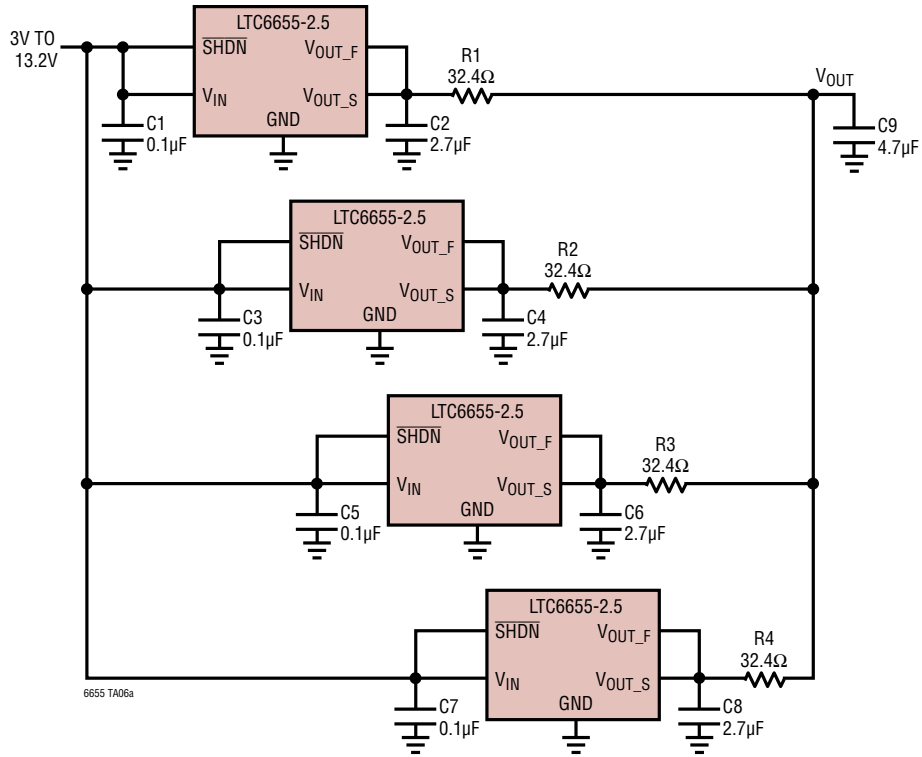 3V TO
13.2V
LTC6655-2.5
SHDN
VOUT_F
VIN
VOUT_S
GND
C1
0.1µF
C2
2.7µF
R1
32.4Ω
VOUT
C9
4.7µF
LTC6655-2.5
SHDN
VOUT_F
VIN
VOUT_S
GND
C3
0.1µF
C4
2.7µF
R2
32.4Ω
LTC6655-2.5
SHDN
VOUT_F
VIN
VOUT_S
GND
C5
0.1µF
C6
2.7µF
R3
32.4Ω
LTC6655-2.5
SHDN
VOUT_F
VIN
VOUT_S
GND
C7
0.1µF
C8
2.7µF
R4
32.4Ω
6655 TA06a